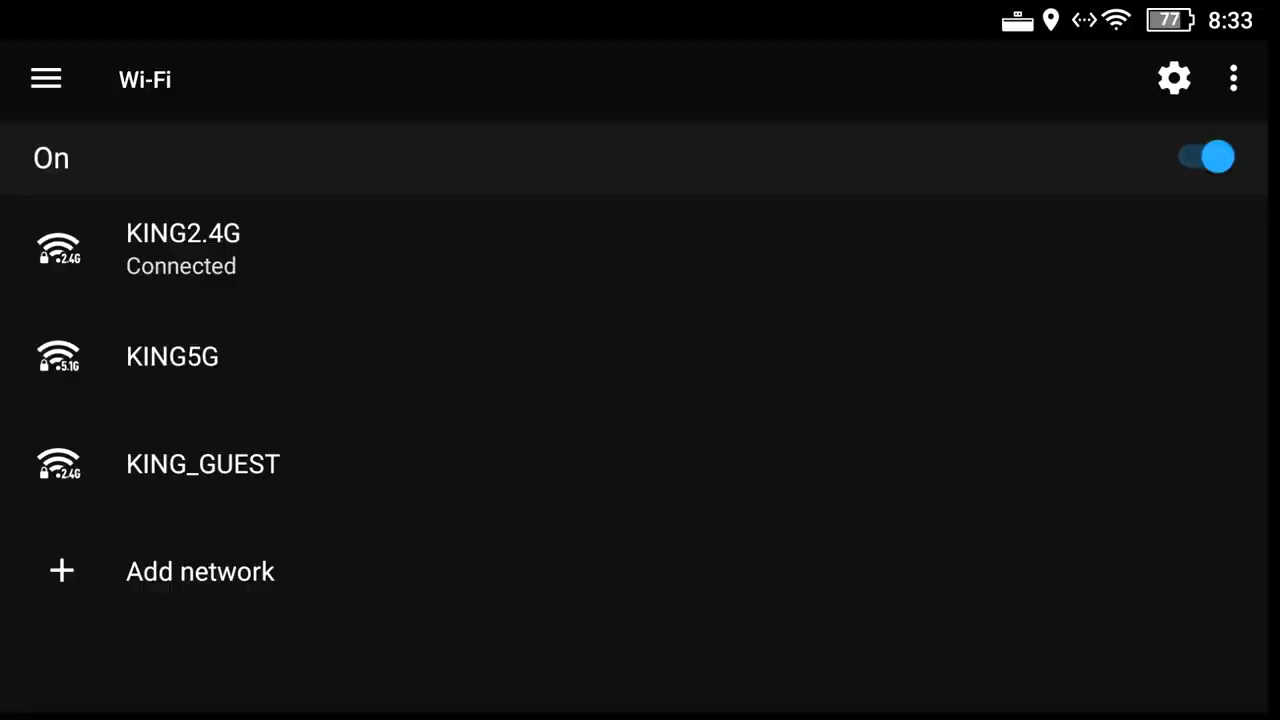 77 8:33
Wi-Fi
On
KING2.4G
Connected
2.4G
KING5G
5.1G
KING_GUEST
2.4G
Add network